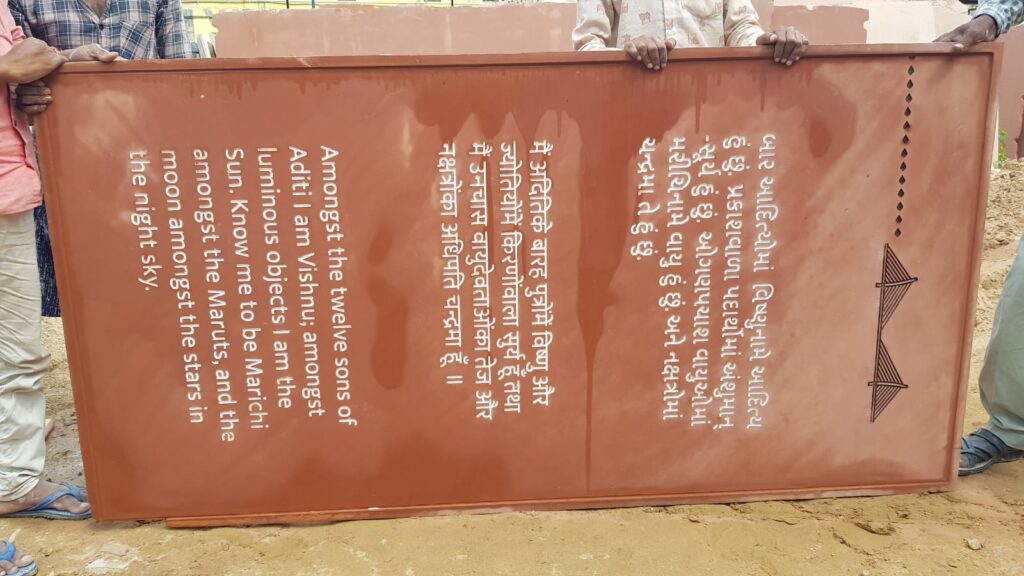 બાર આદિત્યોમાં વિષ્ણુનામે આદિત્ય
હું છું, પ્રકાશવાળા પદાર્થોમાં અંશુમાન
-સૂર્ય હું છું ઓગણપચાસ વાયુઓમાં
મરીચિનામે વાયુ હું છું, અને નક્ષત્રોમાં
ચન્દ્રમા તે હું છું
मैं अदितिके बारह पुत्रोंमें विष्णु और
ज्योतियोंमें किरणोंवाला सूर्य हूँ तथा
मैं उनचास वायुदेवताओंका तेज और
नक्षत्रोंका अधिपति चन्द्रमा हूँ ॥
Amongst the twelve sons of
Aditi I am Vishnu; amongst
luminous objects I am the
Sun. Know me to be Marichi
amongst the Maruts, and the
moon amongst the stars in
the night sky.